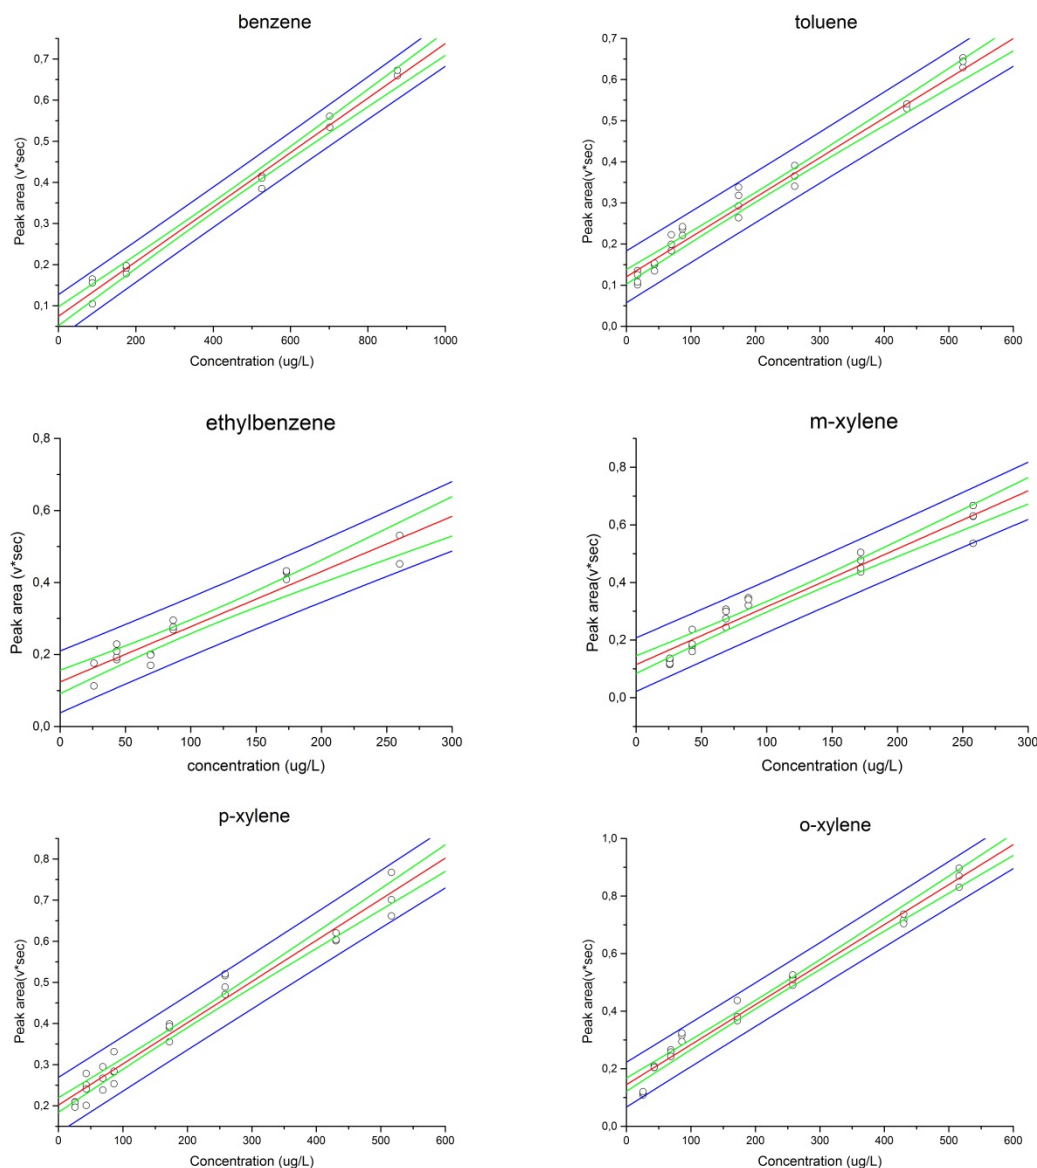 benzene
0,7
0,6
0,5
0,4
0,3
0,2
0,1
Peak area (v*sec)
0 200 400 600 800 1000
Concentration (ug/L)
toluene
0,7
0,6
0,5
0,4
0,3
0,2
0,1
0,0
Peak area(v*sec)
0 100 200 300 400 500 600
Concentration (ug/L)
ethylbenzene
0,8
0,6
0,4
0,2
0,0
Peak area (v*sec)
0 50 100 150 200 250 300
concentration (ug/L)
m-xylene
0,8
0,6
0,4
0,2
0,0
Peak area(v*sec)
0 50 100 150 200 250 300
Concentration (ug/L)
p-xylene
0,8
0,7
0,6
0,5
0,4
0,3
0,2
Peak area(v*sec)
0 100 200 300 400 500 600
Concentration (ug/L)
o-xylene
1,0
0,8
0,6
0,4
0,2
0,0
Peak area(v*sec)
0 100 200 300 400 500 600
Concentration (ug/L)